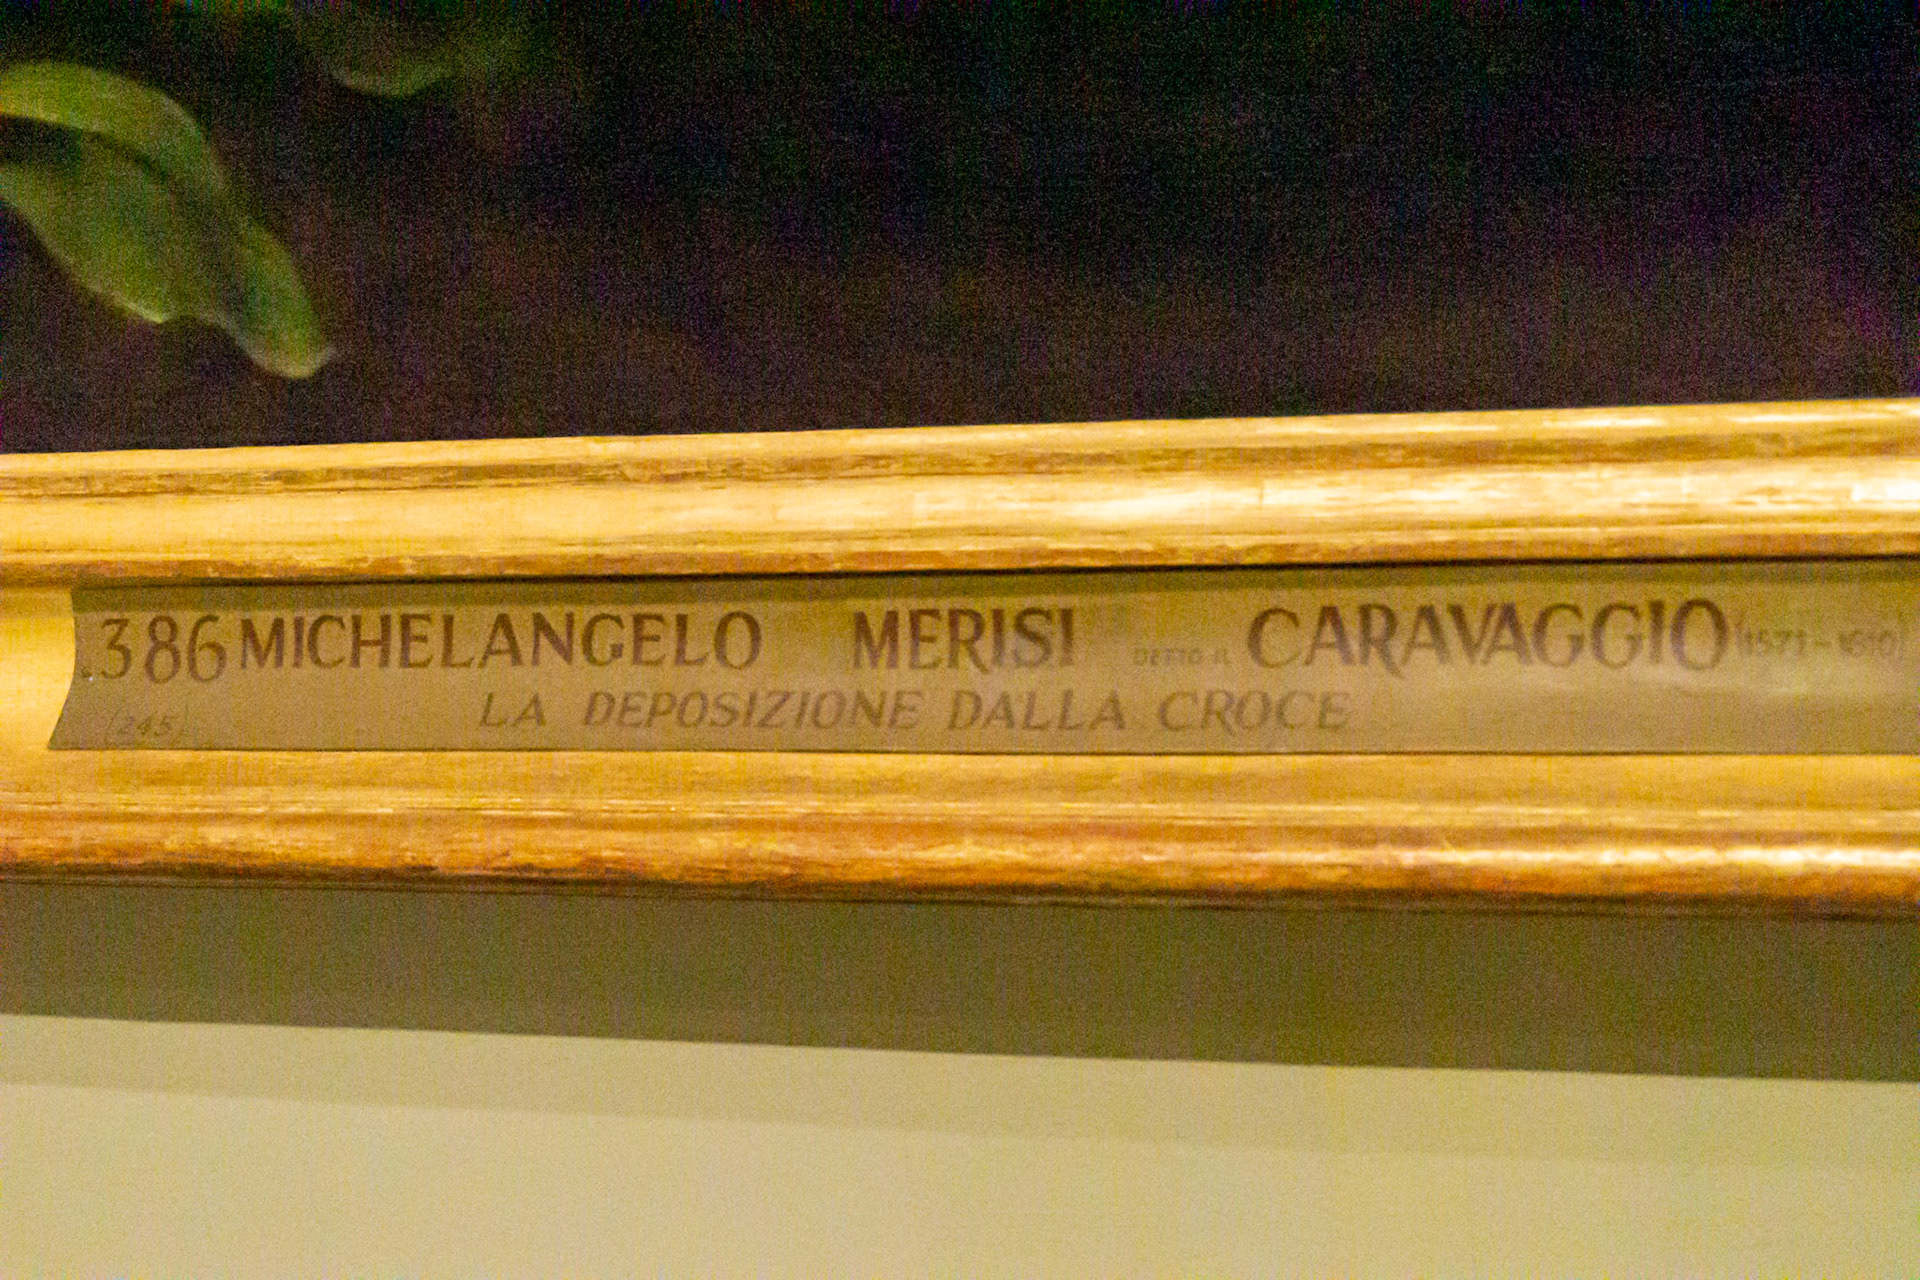 386 MICHELANGELO MERISI DETTO IL CARAVAGGIO (1571-1610)
LA DEPOSIZIONE DALLA CROCE
(245)